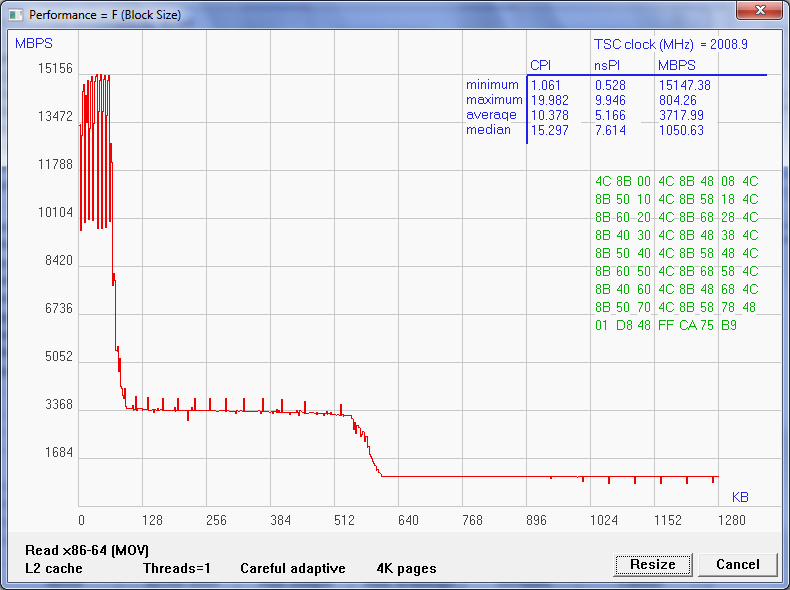 Performance = F (Block Size)
MBPS
TSC clock (MHz) = 2008.9
CPI nsPI MBPS
minimum 1.061 0.528 15147.38
maximum 19.982 9.946 804.26
average 10.378 5.166 3717.99
median 15.297 7.614 1050.63
15156
13472
11788
10104
8420
6736
5052
3368
1684
4C 8B 00 4C 8B 48 08 4C
8B 50 10 4C 8B 58 18 4C
8B 60 20 4C 8B 68 28 4C
8B 40 30 4C 8B 48 38 4C
8B 50 40 4C 8B 58 48 4C
8B 60 50 4C 8B 68 58 4C
8B 40 60 4C 8B 48 68 4C
8B 50 70 4C 8B 58 78 48
01 D8 48 FF CA 75 B9
KB
0 128 256 384 512 640 768 896 1024 1152 1280
Read x86-64 (MOV)
L2 cache Threads=1 Careful adaptive 4K pages
Resize Cancel